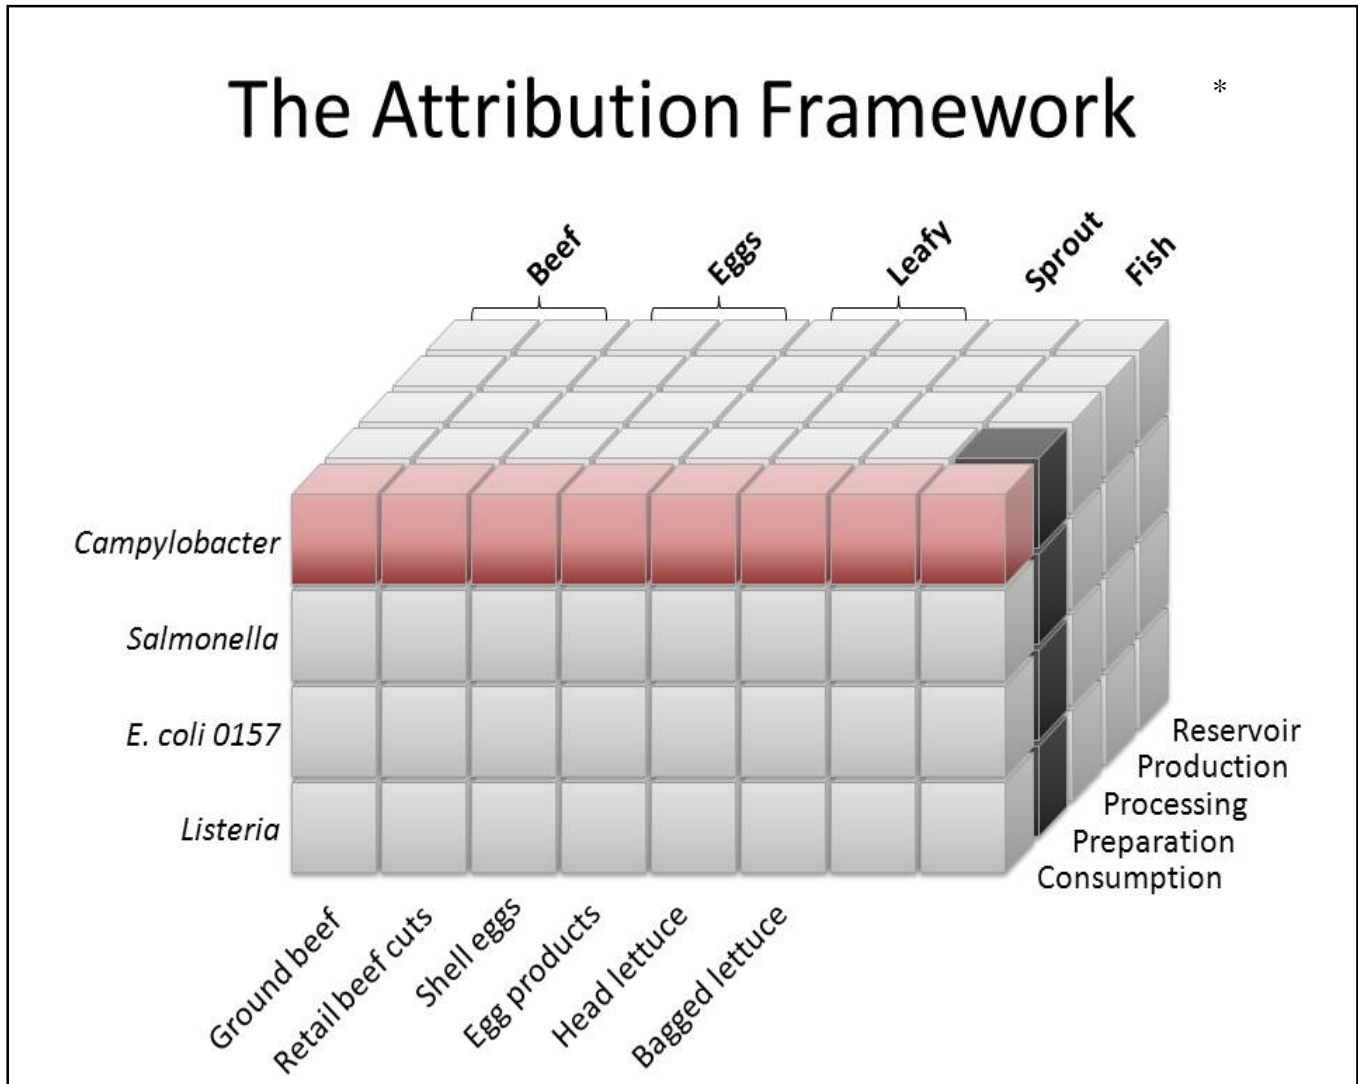 The Attribution Framework *
Beef
Eggs
Leafy
Sprout
Fish
Campylobacter
Salmonella
E. coli 0157
Listeria
Reservoir
Production
Processing
Preparation
Consumption
Ground beef
Retail beef cuts
Shell eggs
Egg products
Head lettuce
Bagged lettuce